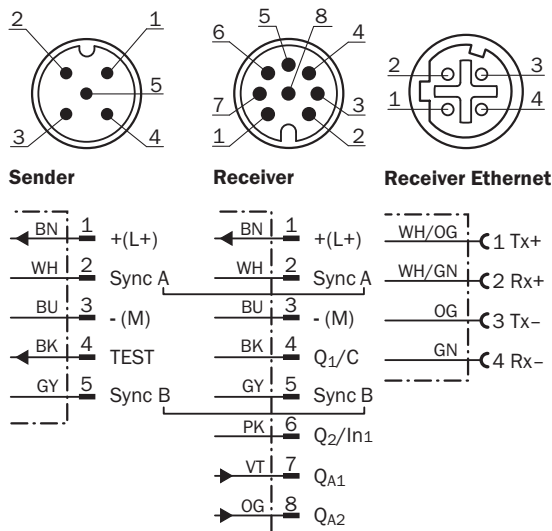 2 1
5
3 4
5 8
6 4
7 3
1 2
2 3
1 4
Sender Receiver Receiver Ethernet
BN 1 +(L+)
WH 2 Sync A
BU 3 - (M)
BK 4 TEST
GY 5 Sync B
BN 1 +(L+)
WH 2 Sync A
BU 3 - (M)
BK 4 Q1/C
GY 5 Sync B
PK 6 Q2/In1
VT 7 QA1
OG 8 QA2
WH/OG 1 Tx+
WH/GN 2 Rx+
OG 3 Tx–
GN 4 Rx–